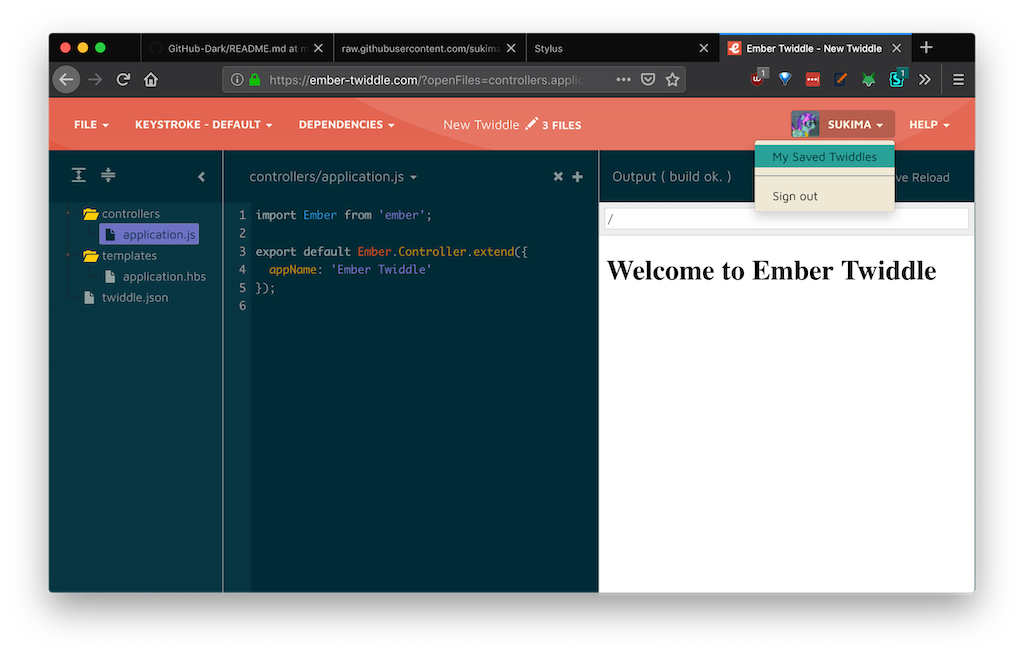 GitHub-Dark/README.md at m
raw.githubusercontent.com/sukima
Stylus
Ember Twiddle - New Twiddle
https://ember-twiddle.com/?openFiles=controllers.applic
1
1
FILE
KEYSTROKE - DEFAULT
DEPENDENCIES
New Twiddle
3 FILES
SUKIMA
HELP
My Saved Twiddles
Sign out
controllers/application.js
Output ( build ok. )
ve Reload
controllers
application.js
templates
application.hbs
twiddle.json
1 import Ember from 'ember';
2
3 export default Ember.Controller.extend({
4 appName: 'Ember Twiddle'
5 });
6
/
Welcome to Ember Twiddle